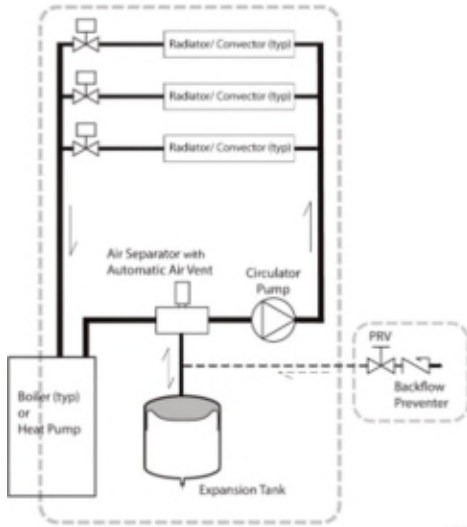 Radiator/ Convector (typ)
Radiator/ Convector (typ)
Radiator/ Convector (typ)
Air Separator with
Automatic Air Vent
Circulator
Pump
PRV
Backflow
Preventer
Boiler (typ)
or
Heat Pump
Expansion Tank